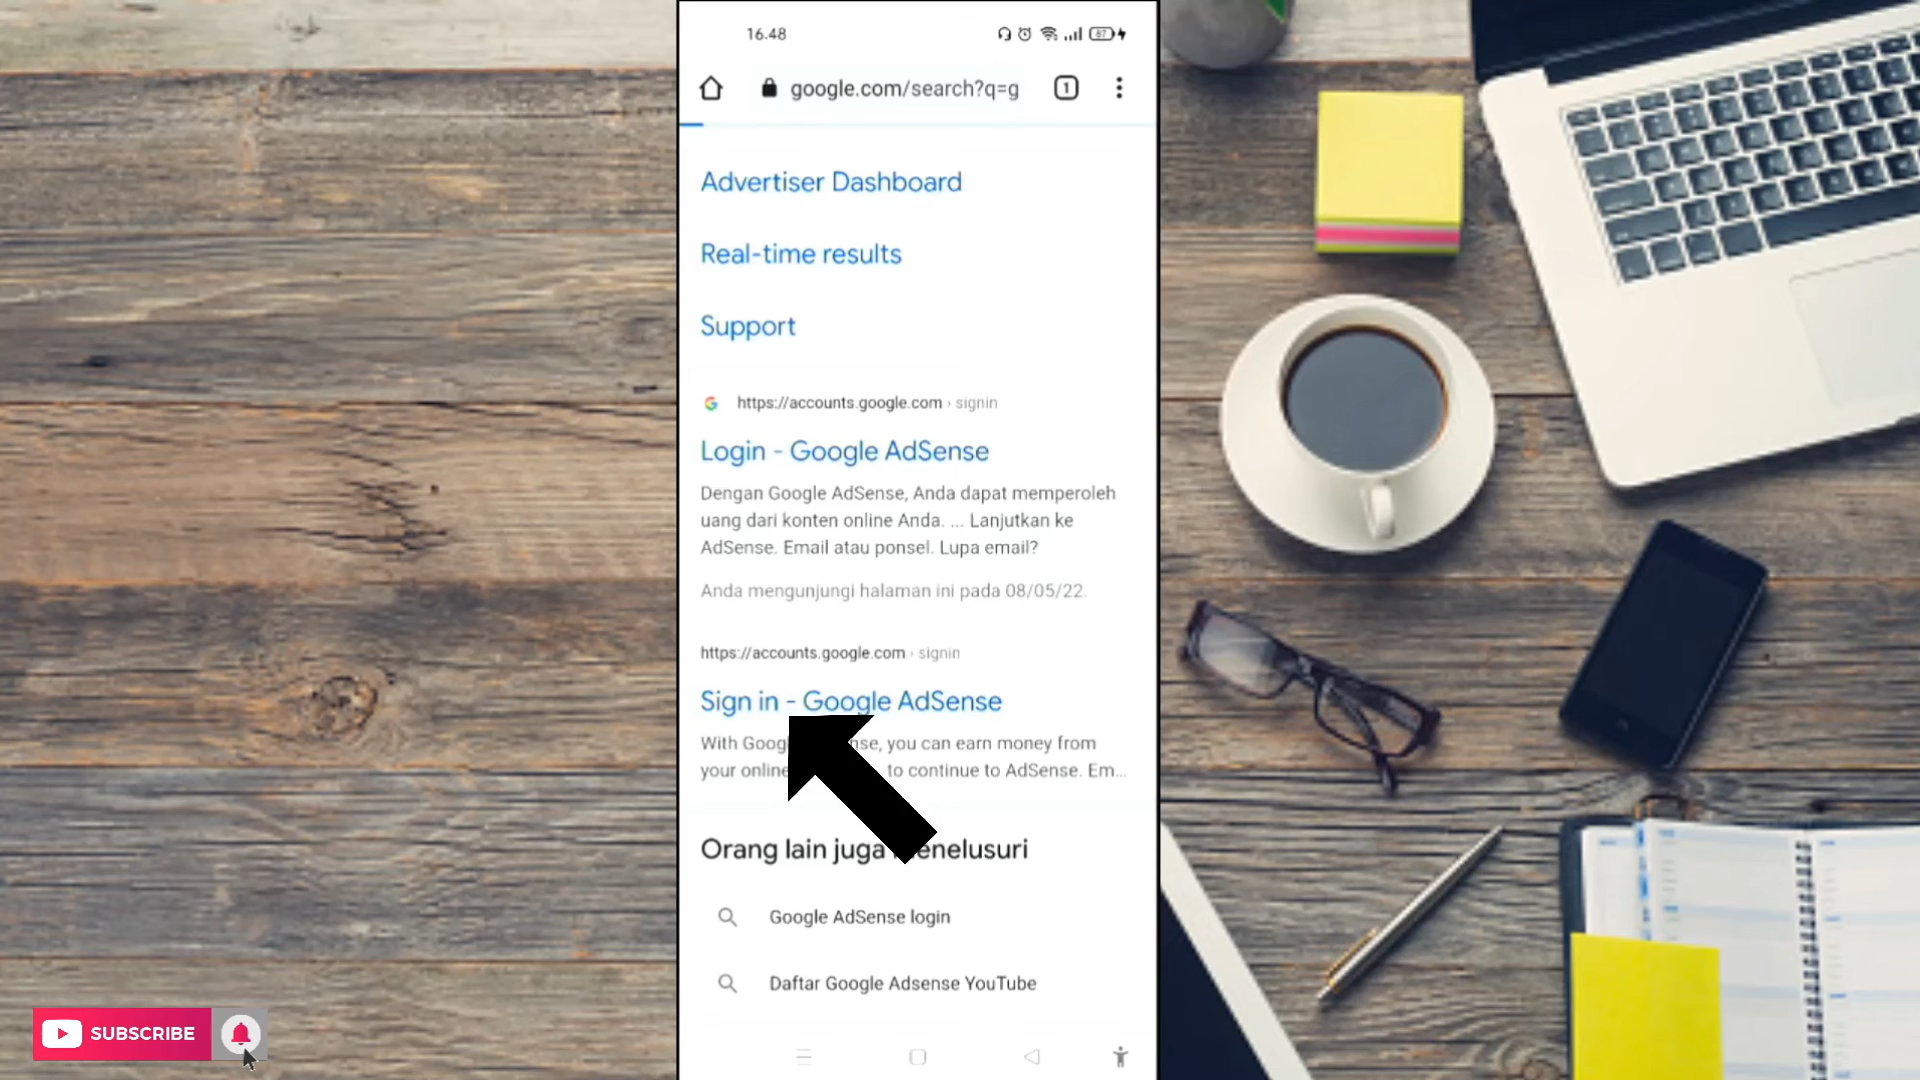 16.48
87
google.com/search?q=g
1
Advertiser Dashboard
Real-time results
Support
https://accounts.google.com › signin
Login - Google AdSense
Dengan Google AdSense, Anda dapat memperoleh
uang dari konten online Anda. ... Lanjutkan ke
AdSense. Email atau ponsel. Lupa email?
Anda mengunjungi halaman ini pada 08/05/22.
https://accounts.google.com › signin
Sign in - Google AdSense
With Goog nse, you can earn money from
your online to continue to AdSense. Em...
Orang lain juga enelusuri
Google AdSense login
Daftar Google Adsense YouTube
SUBSCRIBE